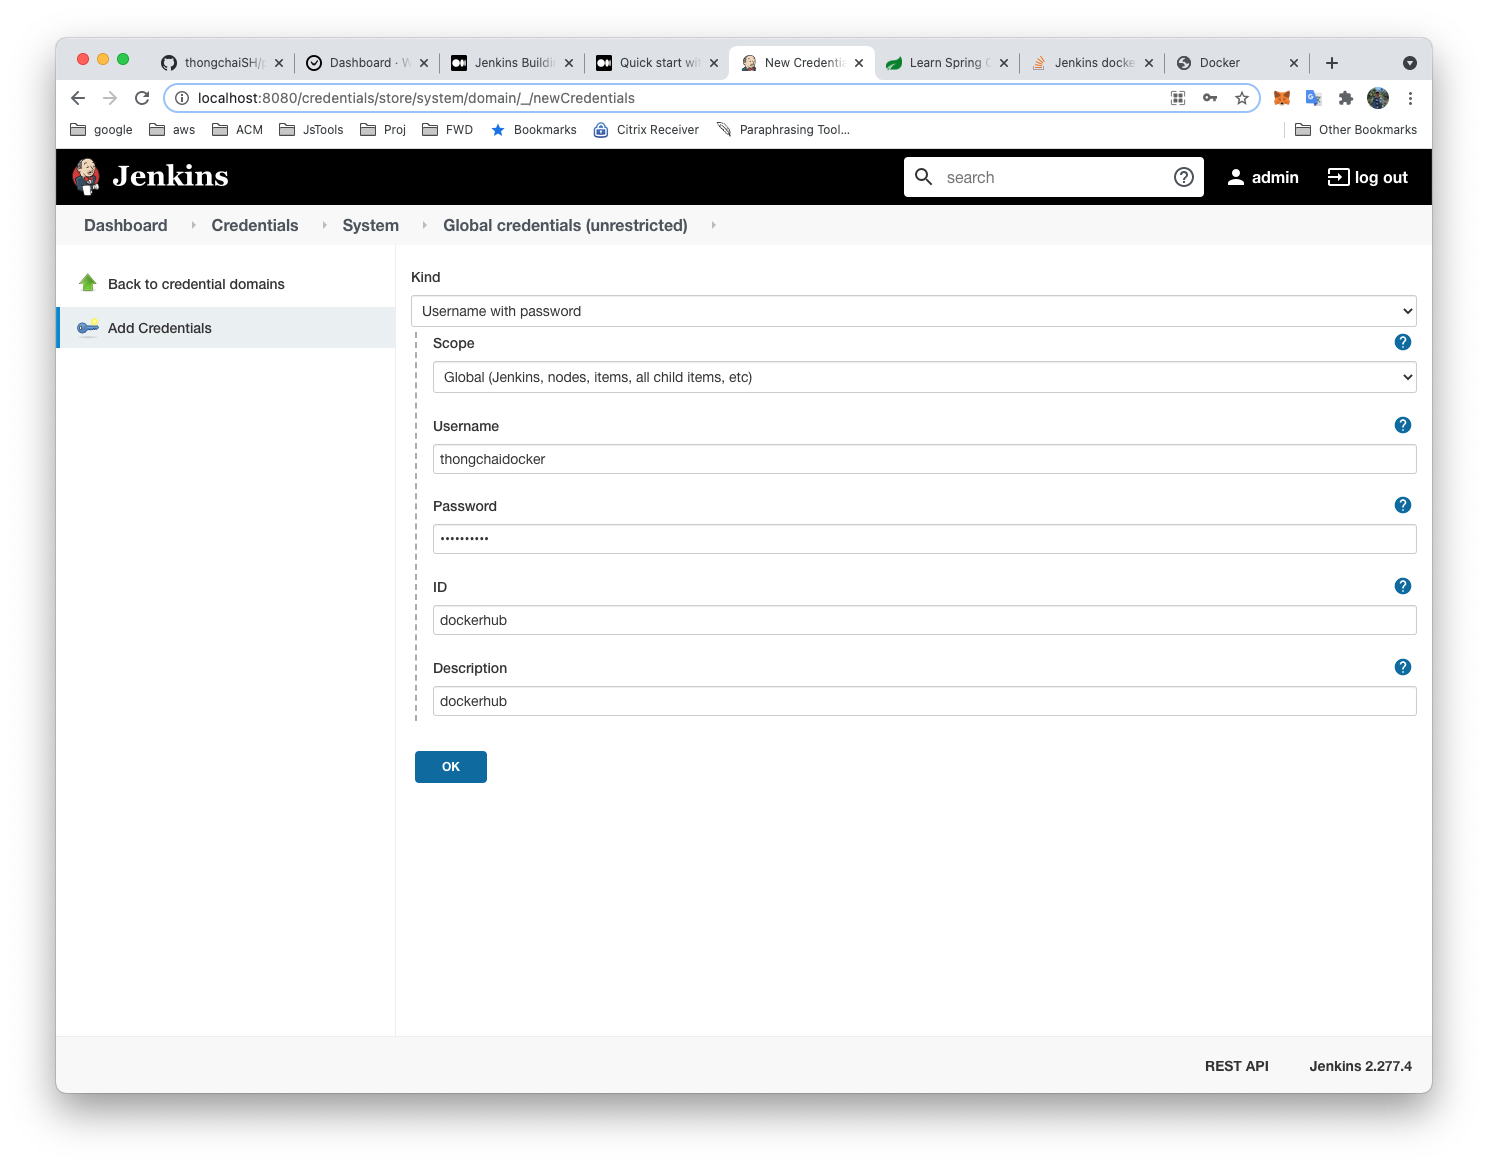 thongchaiSH/p
Dashboard · W
Jenkins Buildi
Quick start wi
New Credentia
Learn Spring C
Jenkins docke
Docker
localhost:8080/credentials/store/system/domain/_/newCredentials
google
aws
ACM
JsTools
Proj
FWD
Bookmarks
Citrix Receiver
Paraphrasing Tool...
Other Bookmarks
Jenkins
search
admin
log out
Dashboard
Credentials
System
Global credentials (unrestricted)
Back to credential domains
Add Credentials
Kind
Username with password
Scope
Global (Jenkins, nodes, items, all child items, etc)
Username
thongchaidocker
Password
••••••••••
ID
dockerhub
Description
dockerhub
OK
REST API
Jenkins 2.277.4